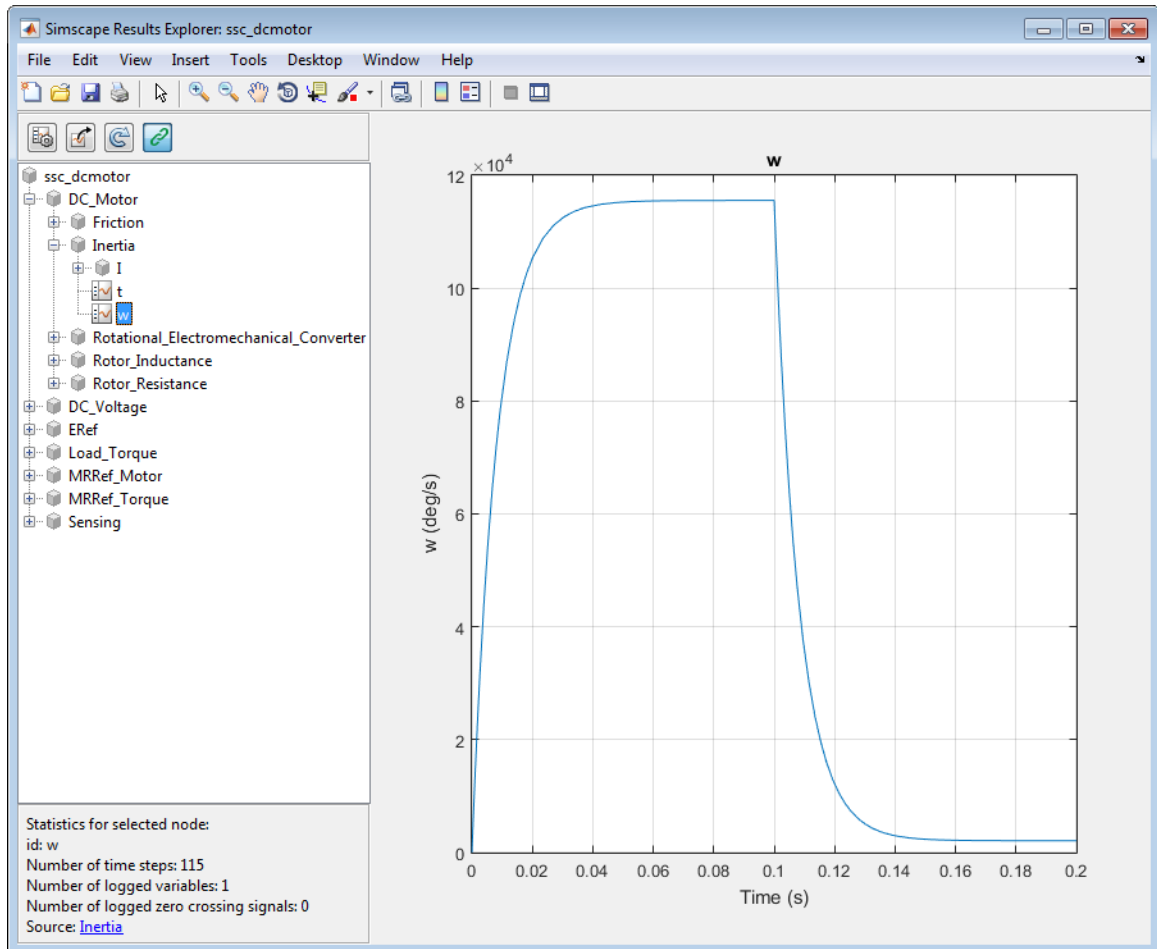 Simscape Results Explorer: ssc_dcmotor
File Edit View Insert Tools Desktop Window Help
ssc_dcmotor
DC_Motor
Friction
Inertia
I
t
w
Rotational_Electromechanical_Converter
Rotor_Inductance
Rotor_Resistance
DC_Voltage
ERef
Load_Torque
MRRef_Motor
MRRef_Torque
Sensing
Statistics for selected node:
id: w
Number of time steps: 115
Number of logged variables: 1
Number of logged zero crossing signals: 0
Source: Inertia
×10⁴
w
12
10
8
6
4
2
0
w (deg/s)
0 0.02 0.04 0.06 0.08 0.1 0.12 0.14 0.16 0.18 0.2
Time (s)